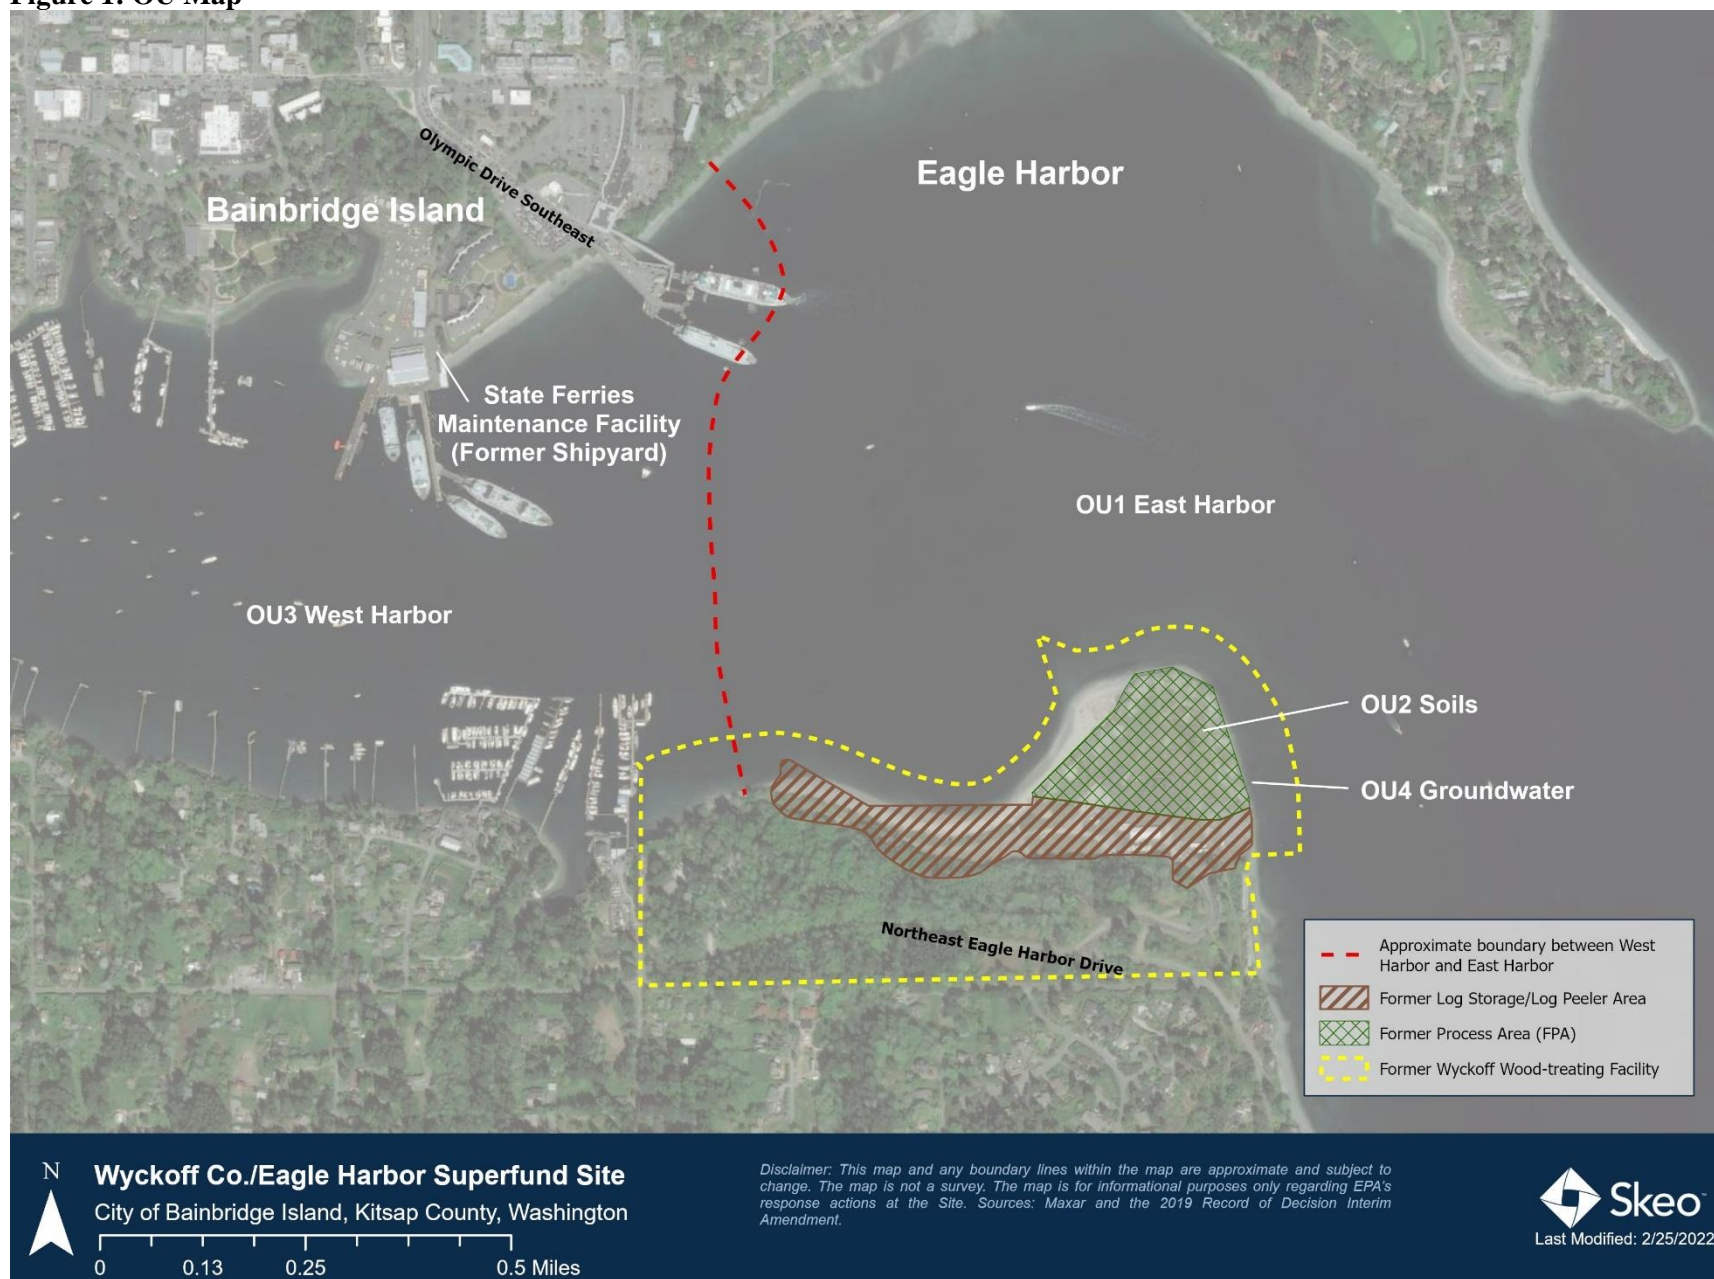 Figure 1: OU Map
Olympic Drive Southeast
Eagle Harbor
Bainbridge Island
State Ferries
Maintenance Facility
(Former Shipyard)
OU1 East Harbor
OU3 West Harbor
OU2 Soils
OU4 Groundwater
Northeast Eagle Harbor Drive
Approximate boundary between West
Harbor and East Harbor
Former Log Storage/Log Peeler Area
Former Process Area (FPA)
Former Wyckoff Wood-treating Facility
N
Wyckoff Co./Eagle Harbor Superfund Site
City of Bainbridge Island, Kitsap County, Washington
0 0.13 0.25 0.5 Miles
Disclaimer: This map and any boundary lines within the map are approximate and subject to
change. The map is not a survey. The map is for informational purposes only regarding EPA's
response actions at the Site. Sources: Maxar and the 2019 Record of Decision Interim
Amendment.
Skeo
Last Modified: 2/25/2022